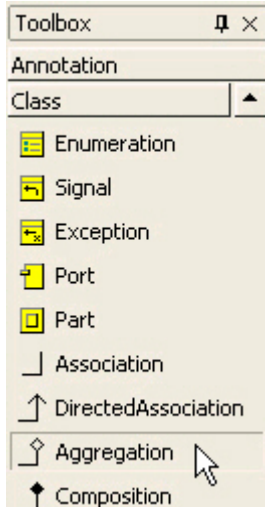 Toolbox
Annotation
Class
Enumeration
Signal
Exception
Port
Part
Association
DirectedAssociation
Aggregation
Composition